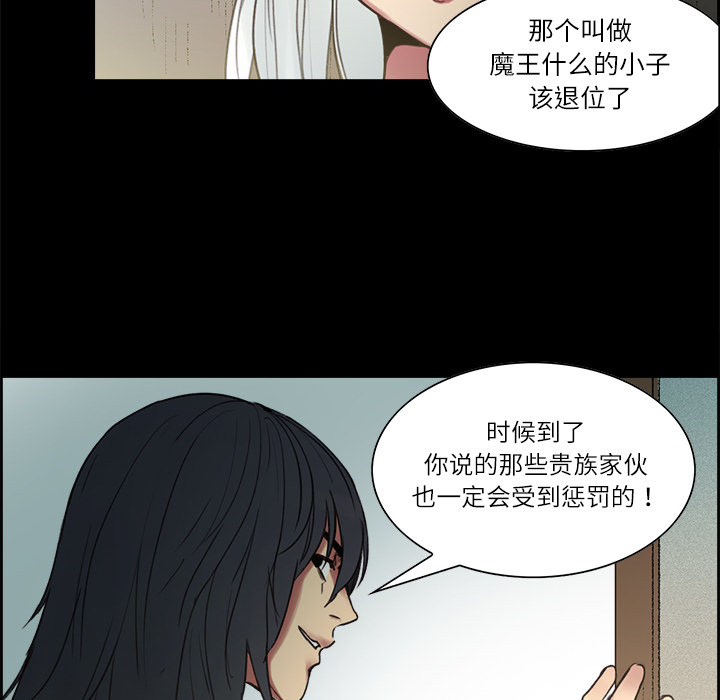 那个叫做
魔王什么的小子
该退位了
时候到了
你说的那些贵族家伙
也一定会受到惩罚的！